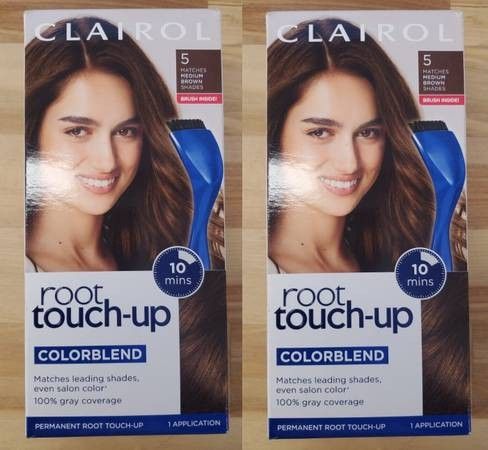 CLAIROL
5
MATCHES
MEDIUM
BROWN
SHADES
BRUSH INSIDE!
10
mins
root
touch-up
COLORBLEND
Matches leading shades,
even salon color*
100% gray coverage
PERMANENT ROOT TOUCH-UP 1 APPLICATION
CLAIROL
5
MATCHES
MEDIUM
BROWN
SHADES
BRUSH INSIDE!
10
mins
root
touch-up
COLORBLEND
Matches leading shades,
even salon color*
100% gray coverage
PERMANENT ROOT TOUCH-UP 1 APPLICATION